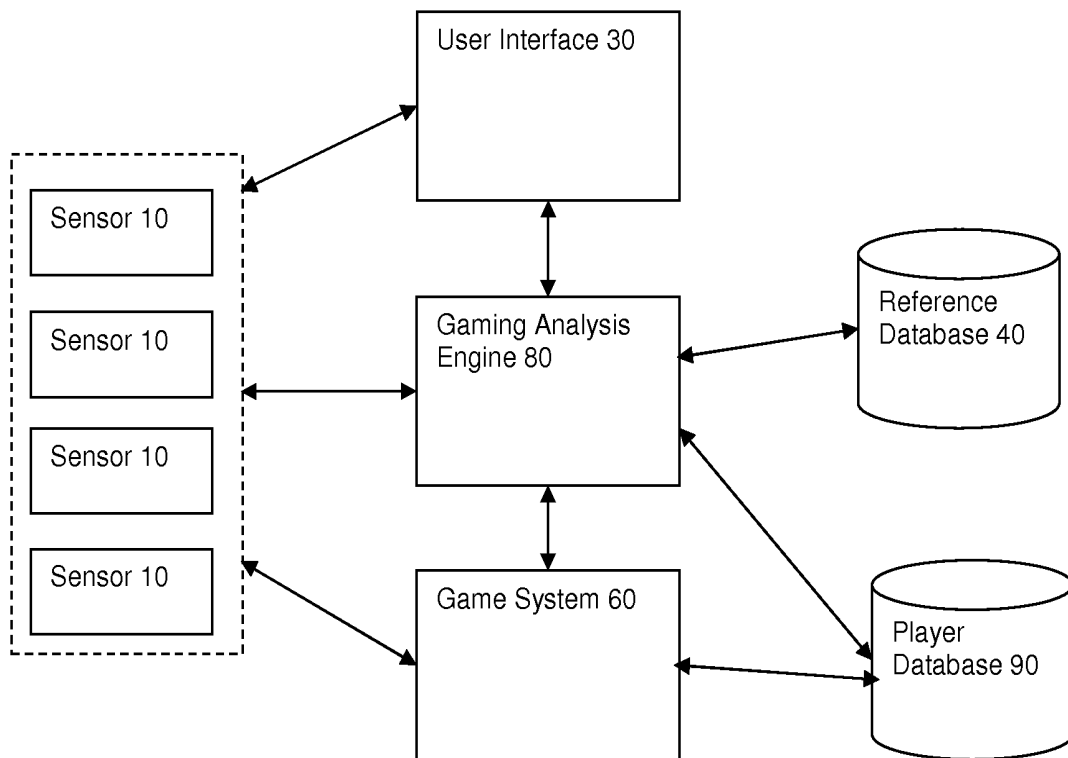 User Interface 30
Sensor 10
Sensor 10
Sensor 10
Sensor 10
Gaming Analysis
Engine 80
Reference
Database 40
Game System 60
Player
Database 90